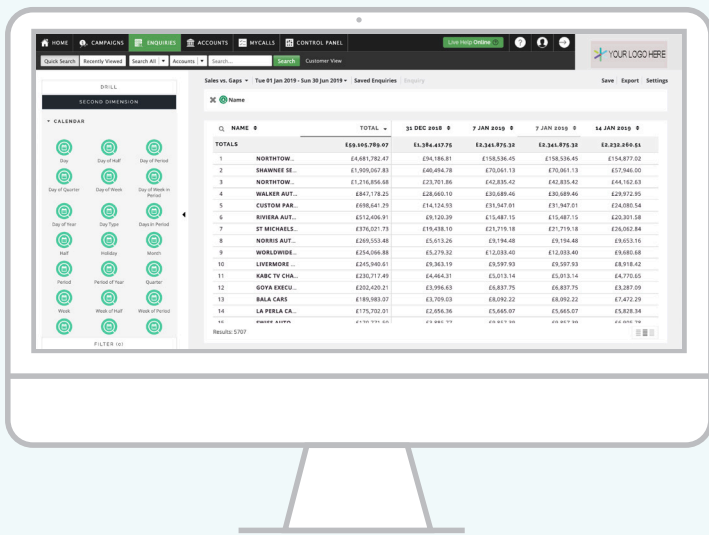 HOME CAMPAIGNS ENQUIRIES ACCOUNTS MYCALLS CONTROL PANEL Live Help Online ?
YOUR LOGO HERE
Quick Search Recently Viewed Search All Accounts Search... Search Customer View
Sales vs. Gaps Tue 01 Jan 2019 - Sun 30 Jun 2019 Saved Enquiries Enquiry Save Export Settings
DRILL
SECOND DIMENSION
Name
CALENDAR
Day Day of Half Day of Period
Day of Quarter Day of Week Day of Week in Period
Day of Year Day Type Days in Period
Half Holiday Month
Period Period of Year Quarter
Week Week of Half Week of Period
FILTER (0)
NAME TOTAL 31 DEC 2018 7 JAN 2019 7 JAN 2019 14 JAN 2019
TOTALS £59,105,789.07 £1,384,417.75 £2,341,875.32 £2,341,875.32 £2,232,260.51
1 NORTHTOW... £4,681,782.47 £94,186.81 £158,536.45 £158,536.45 £154,877.02
2 SHAWNEE SE... £1,909,067.83 £40,494.78 £70,061.13 £70,061.13 £57,946.00
3 NORTHTOW... £1,216,856.68 £23,701.86 £42,835.42 £42,835.42 £44,162.63
4 WALKER AUT... £847,178.25 £28,660.10 £30,689.46 £30,689.46 £29,972.95
5 CUSTOM PAR... £698,641.29 £14,124.93 £31,947.01 £31,947.01 £24,080.54
6 RIVIERA AUT... £512,406.91 £9,120.39 £15,487.15 £15,487.15 £20,301.58
7 ST MICHAELS... £376,021.73 £19,438.10 £21,719.18 £21,719.18 £26,062.84
8 NORRIS AUT... £269,553.48 £5,613.26 £9,194.48 £9,194.48 £9,653.16
9 WORLDWIDE... £254,066.88 £5,279.32 £12,033.40 £12,033.40 £9,680.68
10 LIVERMORE ... £245,940.61 £9,363.19 £9,597.93 £9,597.93 £8,918.42
11 KABC TV CHA... £230,717.49 £4,464.31 £5,013.14 £5,013.14 £4,770.65
12 GOYA EXECU... £202,420.21 £3,996.63 £6,837.75 £6,837.75 £3,287.09
13 BALA CARS £189,983.07 £3,709.03 £8,092.22 £8,092.22 £7,472.29
14 LA PERLA CA... £175,702.01 £2,656.36 £5,665.07 £5,665.07 £5,828.34
Results: 5707